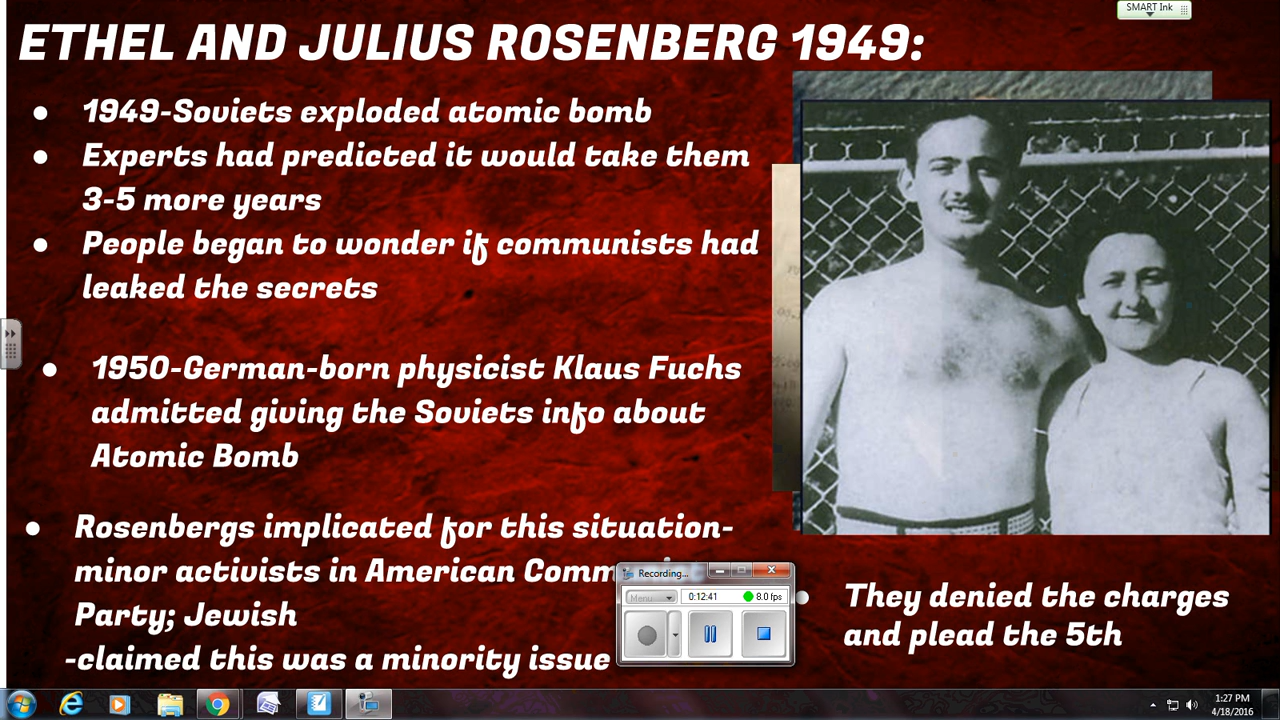 SMART Ink
ETHEL AND JULIUS ROSENBERG 1949:
● 1949-Soviets exploded atomic bomb
● Experts had predicted it would take them
3-5 more years
● People began to wonder if communists had
leaked the secrets
● 1950-German-born physicist Klaus Fuchs
admitted giving the Soviets info about
Atomic Bomb
● Rosenbergs implicated for this situation-
minor activists in American
Party; Jewish
-claimed this was a minority issue
● They denied the charges
and plead the 5th
Recording...
Menu
0:12:41
8.0 fps
1:27 PM
4/18/2016